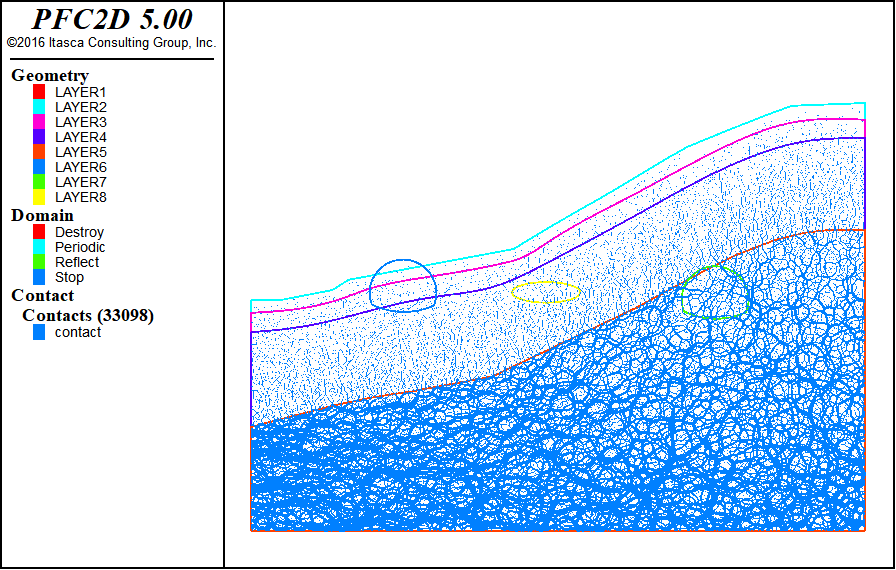 PFC2D 5.00
©2016 Itasca Consulting Group, Inc.
Geometry
LAYER1
LAYER2
LAYER3
LAYER4
LAYER5
LAYER6
LAYER7
LAYER8
Domain
Destroy
Periodic
Reflect
Stop
Contact
Contacts (33098)
contact